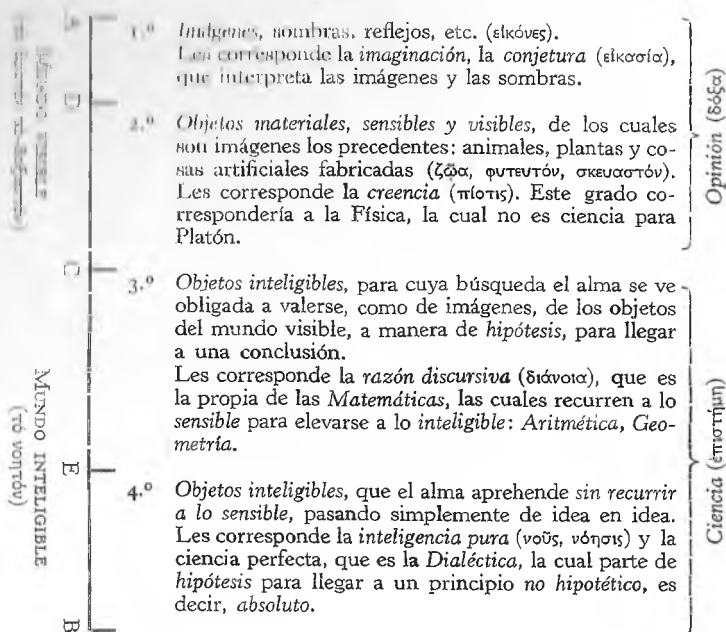 A
1.º Imágenes, sombras, reflejos, etc. (εἰκόνες).
Les corresponde la imaginación, la conjetura (εἰκασία),
que interpreta las imágenes y las sombras.
D
2.º Objetos materiales, sensibles y visibles, de los cuales
son imágenes los precedentes: animales, plantas y co-
sas artificiales fabricadas (ζῷα, φυτευτόν, σκευαστόν).
Les corresponde la creencia (πίστις). Este grado co-
rrespondería a la Física, la cual no es ciencia para
Platón.
Opinión (δόξα)
C
3.º Objetos inteligibles, para cuya búsqueda el alma se ve
obligada a valerse, como de imágenes, de los objetos
del mundo visible, a manera de hipótesis, para llegar
a una conclusión.
Les corresponde la razón discursiva (διάνοια), que es
la propia de las Matemáticas, las cuales recurren a lo
sensible para elevarse a lo inteligible: Aritmética, Geo-
metría.
E
4.º Objetos inteligibles, que el alma aprehende sin recurrir
a lo sensible, pasando simplemente de idea en idea.
Les corresponde la inteligencia pura (νοῦς, νόησις) y la
ciencia perfecta, que es la Dialéctica, la cual parte de
hipótesis para llegar a un principio no hipotético, es
decir, absoluto.
B
MUNDO INTELIGIBLE
(τὸ νοητόν)
Ciencia (ἐπιστήμη)